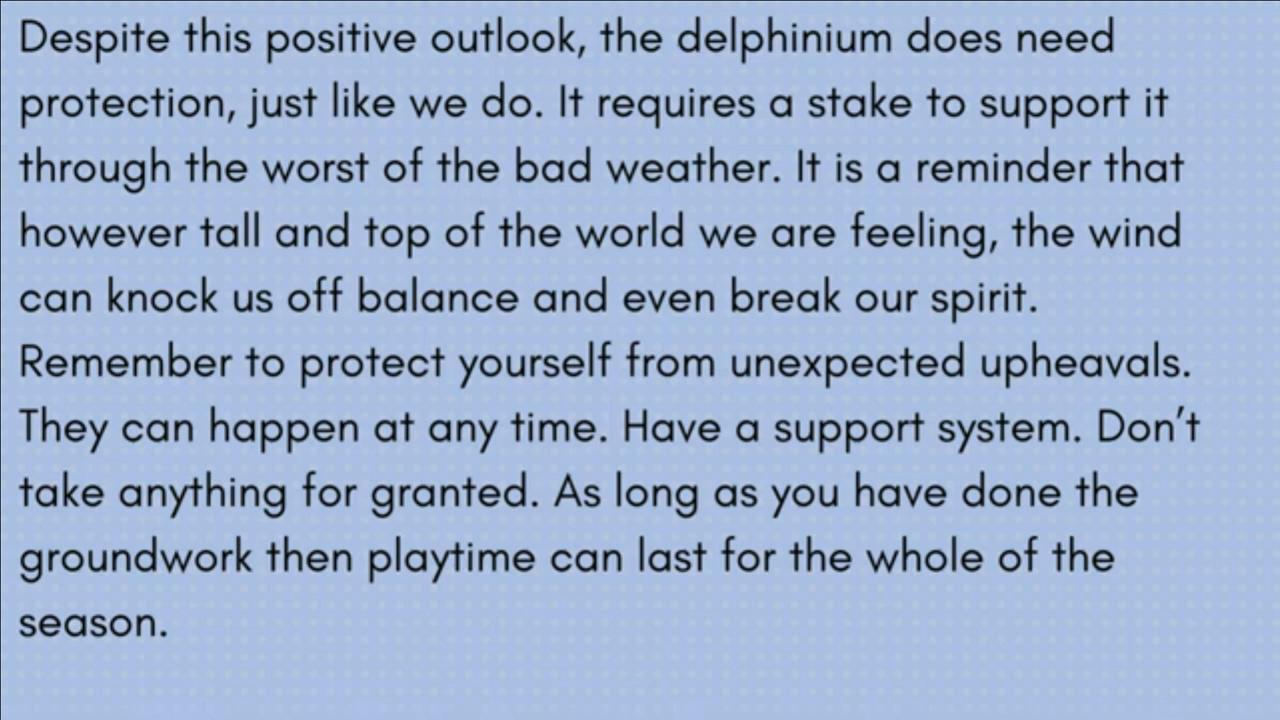 Despite this positive outlook, the delphinium does need
protection, just like we do. It requires a stake to support it
through the worst of the bad weather. It is a reminder that
however tall and top of the world we are feeling, the wind
can knock us off balance and even break our spirit.
Remember to protect yourself from unexpected upheavals.
They can happen at any time. Have a support system. Don’t
take anything for granted. As long as you have done the
groundwork then playtime can last for the whole of the
season.